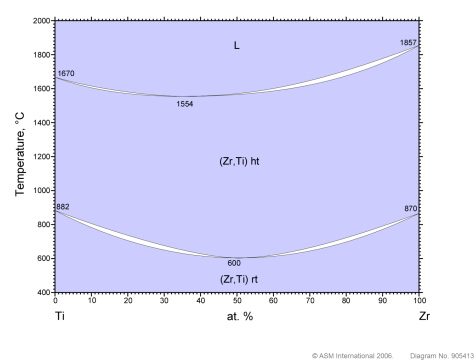 2000
L
1857
1800
1670
1600
1554
1400
Temperature, °C
1200
(Zr,Ti) ht
1000
882
870
800
600
600
(Zr,Ti) rt
400
0 10 20 30 40 50 60 70 80 90 100
Ti at. % Zr
© ASM International 2006. Diagram No. 905413